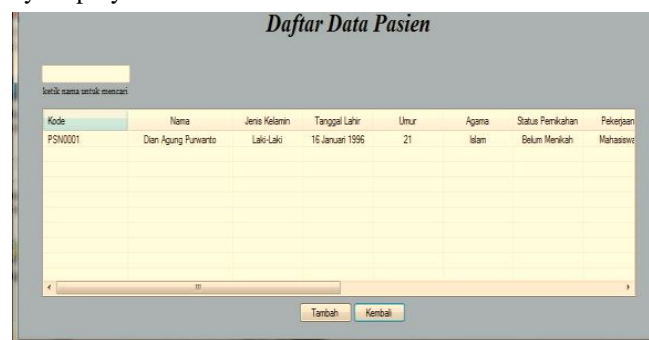 Daftar Data Pasien
ketik nama untuk mencari
Kode Nama Jenis Kelamin Tanggal Lahir Umur Agama Status Pernikahan Pekerjaan
PSN0001 Dian Agung Purwanto Laki-Laki 16 Januari 1996 21 Islam Belum Menikah Mahasiswa
Tambah Kembali